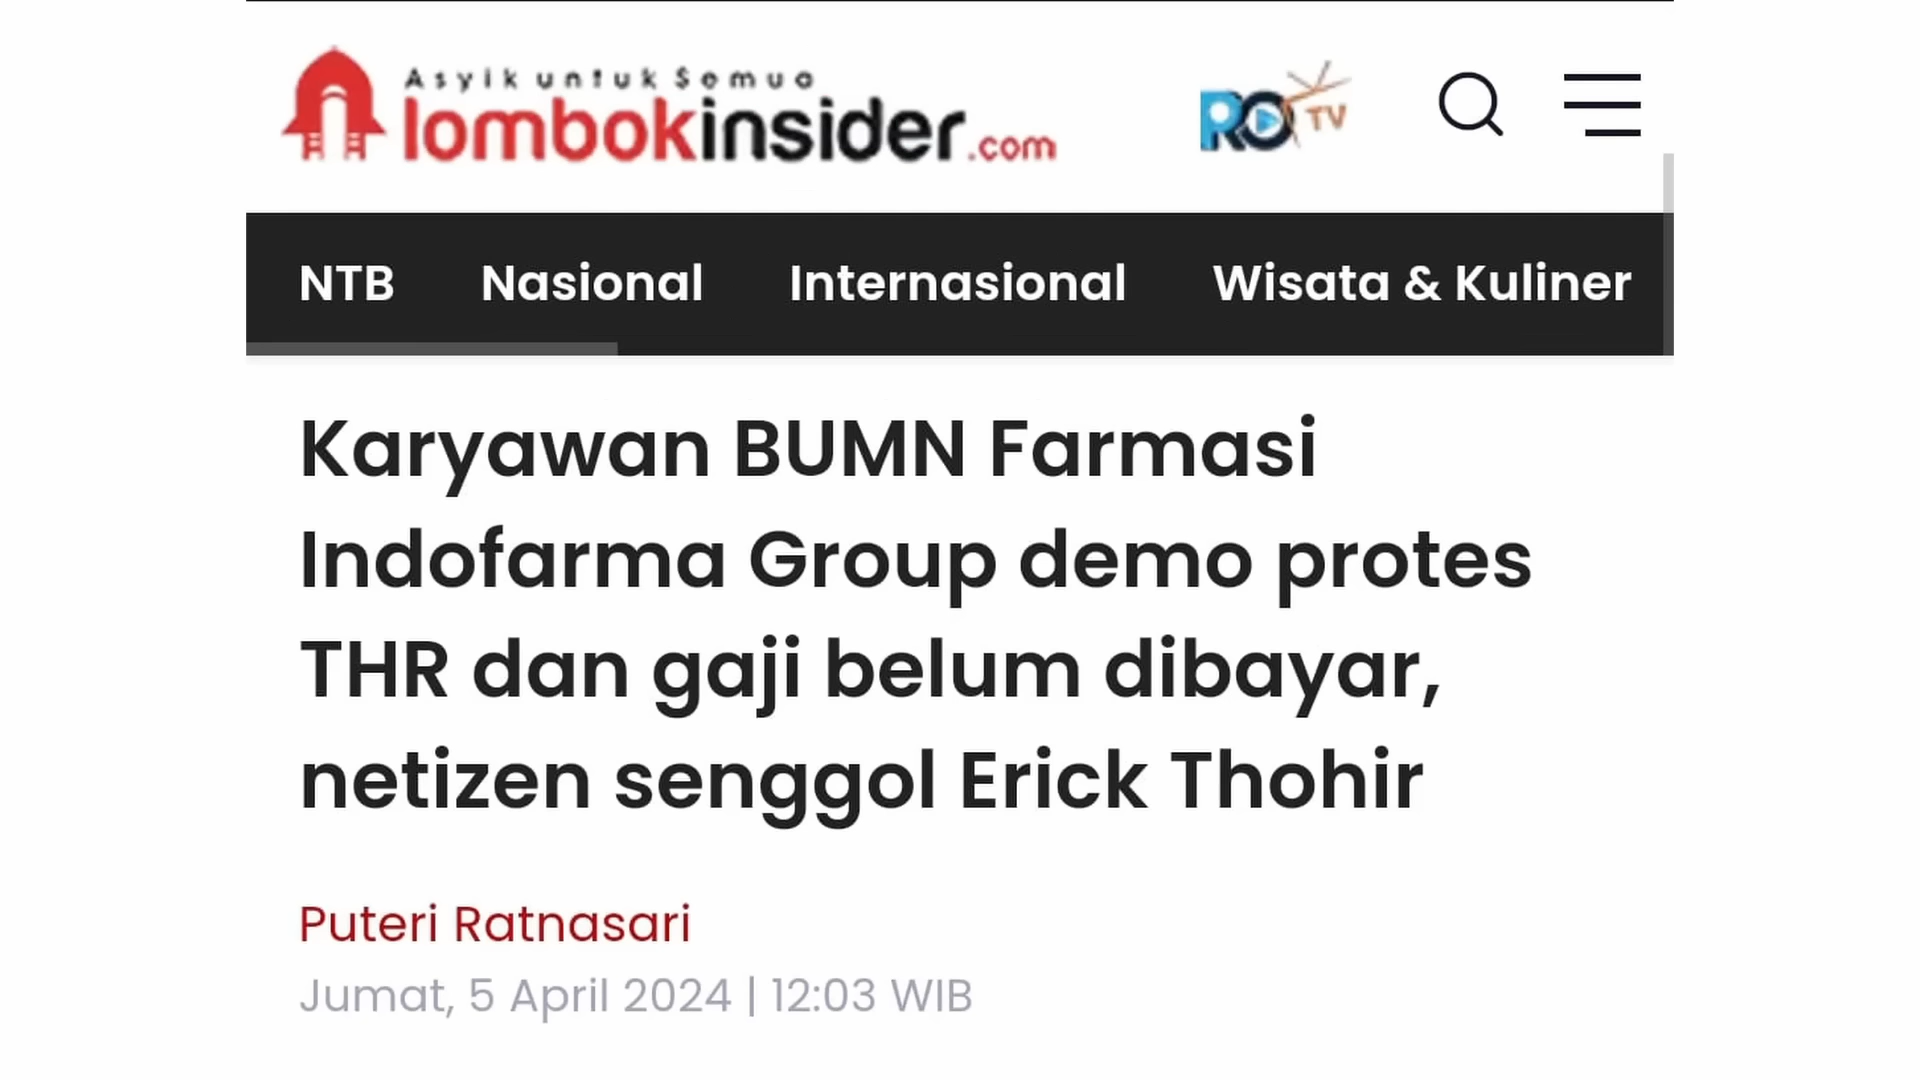 Asyik untuk Semua
lombokinsider.com
RO TV
NTB Nasional Internasional Wisata & Kuliner
Karyawan BUMN Farmasi
Indofarma Group demo protes
THR dan gaji belum dibayar,
netizen senggol Erick Thohir
Puteri Ratnasari
Jumat, 5 April 2024 | 12:03 WIB